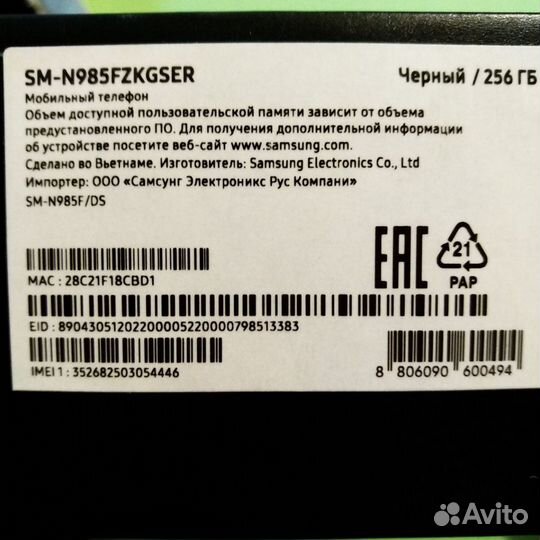 SM-N985FZKGSER
Черный / 256 ГБ
Мобильный телефон
Объем доступной пользовательской памяти зависит от объема
предустановленного ПО. Для получения дополнительной информации
об устройстве посетите веб-сайт www.samsung.com.
Сделано во Вьетнаме. Изготовитель: Samsung Electronics Co., Ltd
Импортер: ООО «Самсунг Электроникс Рус Компани»
SM-N985F/DS
MAC : 28C21F18CBD1
EAC
21
PAP
EID : 89043051202200005220000798513383
IMEI 1 : 352682503054446
8 806090 600494
Avito